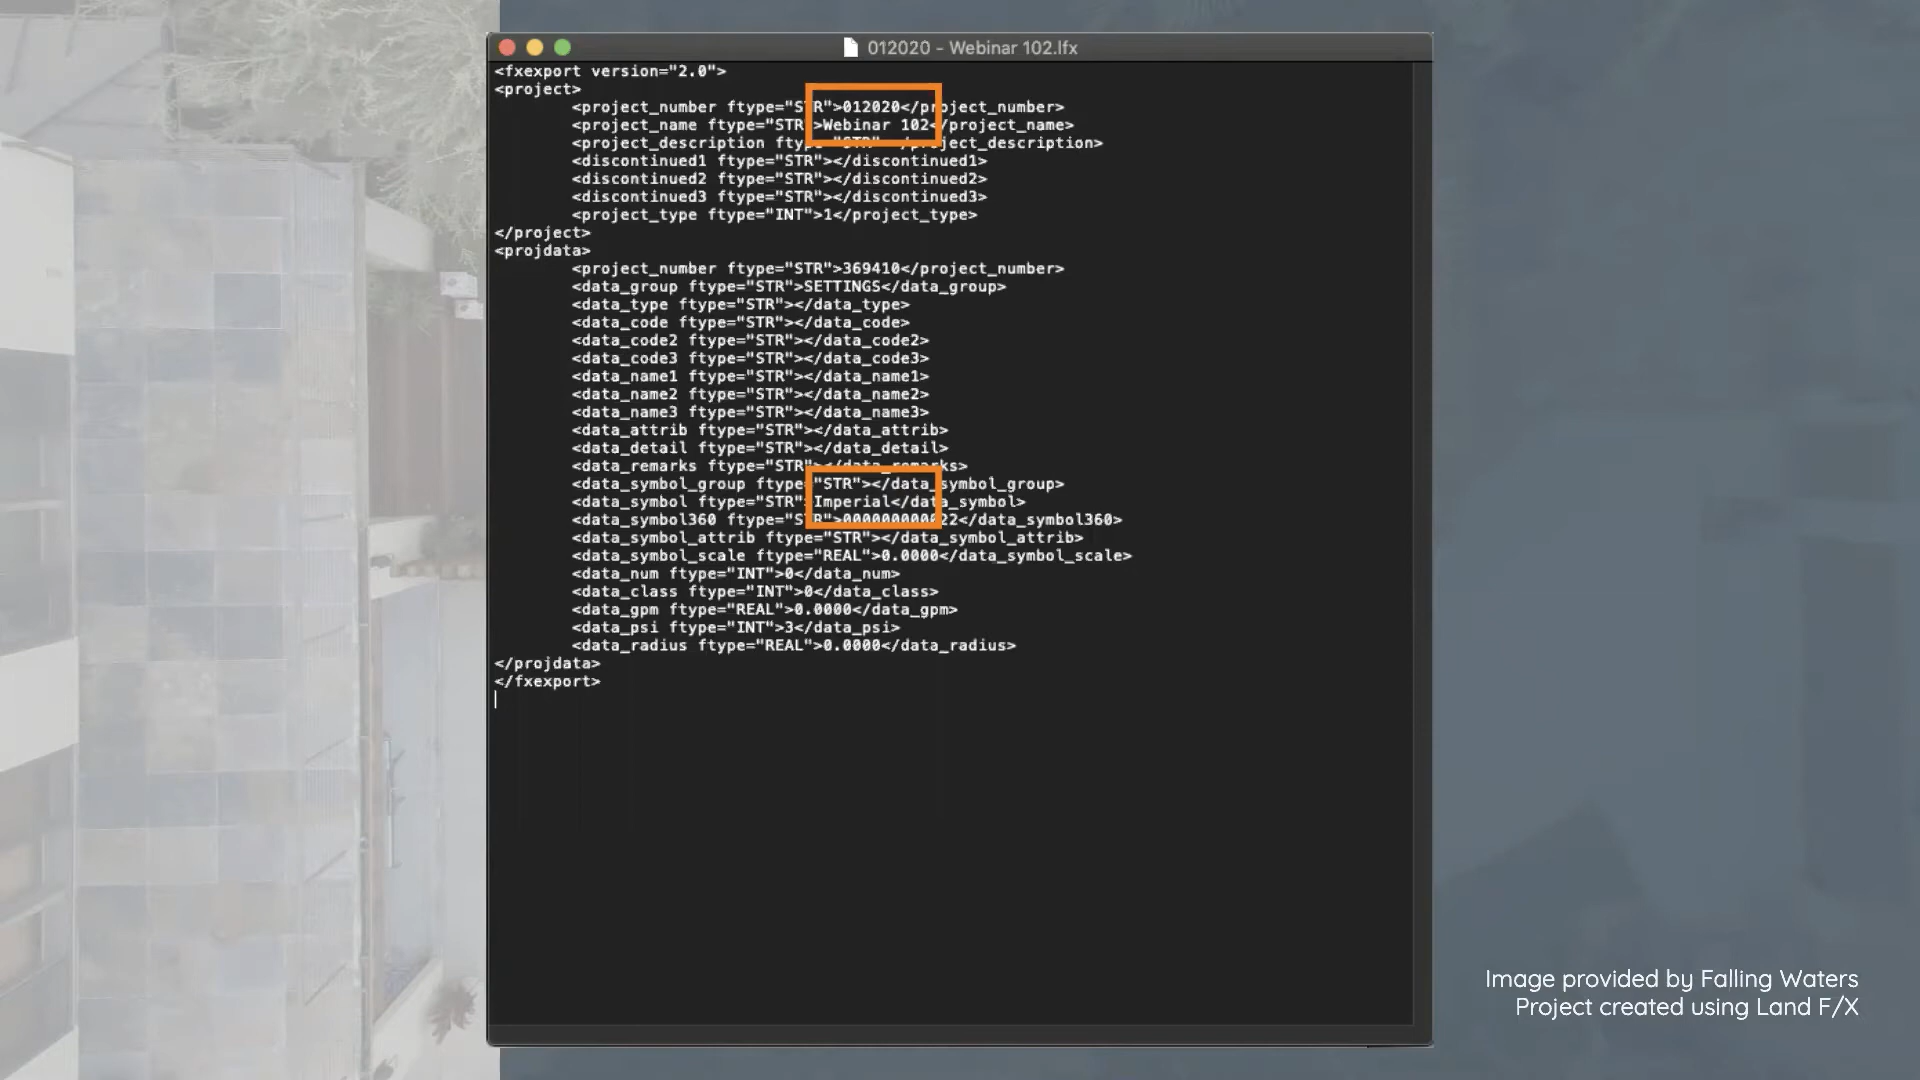 012020 – Webinar 102.lfx
<fxexport version="2.0">
<project>
<project_number ftype="STR">012020</project_number>
<project_name ftype="STR">Webinar 102</project_name>
<project_description ftype="STR"></project_description>
<discontinued1 ftype="STR"></discontinued1>
<discontinued2 ftype="STR"></discontinued2>
<discontinued3 ftype="STR"></discontinued3>
<project_type ftype="INT">1</project_type>
</project>
<projdata>
<project_number ftype="STR">369410</project_number>
<data_group ftype="STR">SETTINGS</data_group>
<data_type ftype="STR"></data_type>
<data_code ftype="STR"></data_code>
<data_code2 ftype="STR"></data_code2>
<data_code3 ftype="STR"></data_code3>
<data_name1 ftype="STR"></data_name1>
<data_name2 ftype="STR"></data_name2>
<data_name3 ftype="STR"></data_name3>
<data_attrib ftype="STR"></data_attrib>
<data_detail ftype="STR"></data_detail>
<data_remarks ftype="STR"></data_remarks>
<data_symbol_group ftype="STR"></data_symbol_group>
<data_symbol ftype="STR">Imperial</data_symbol>
<data_symbol360 ftype="STR">000000000022</data_symbol360>
<data_symbol_attrib ftype="STR"></data_symbol_attrib>
<data_symbol_scale ftype="REAL">0.0000</data_symbol_scale>
<data_num ftype="INT">0</data_num>
<data_class ftype="INT">0</data_class>
<data_gpm ftype="REAL">0.0000</data_gpm>
<data_psi ftype="INT">3</data_psi>
<data_radius ftype="REAL">0.0000</data_radius>
</projdata>
</fxexport>
Image provided by Falling Waters
Project created using Land F/X